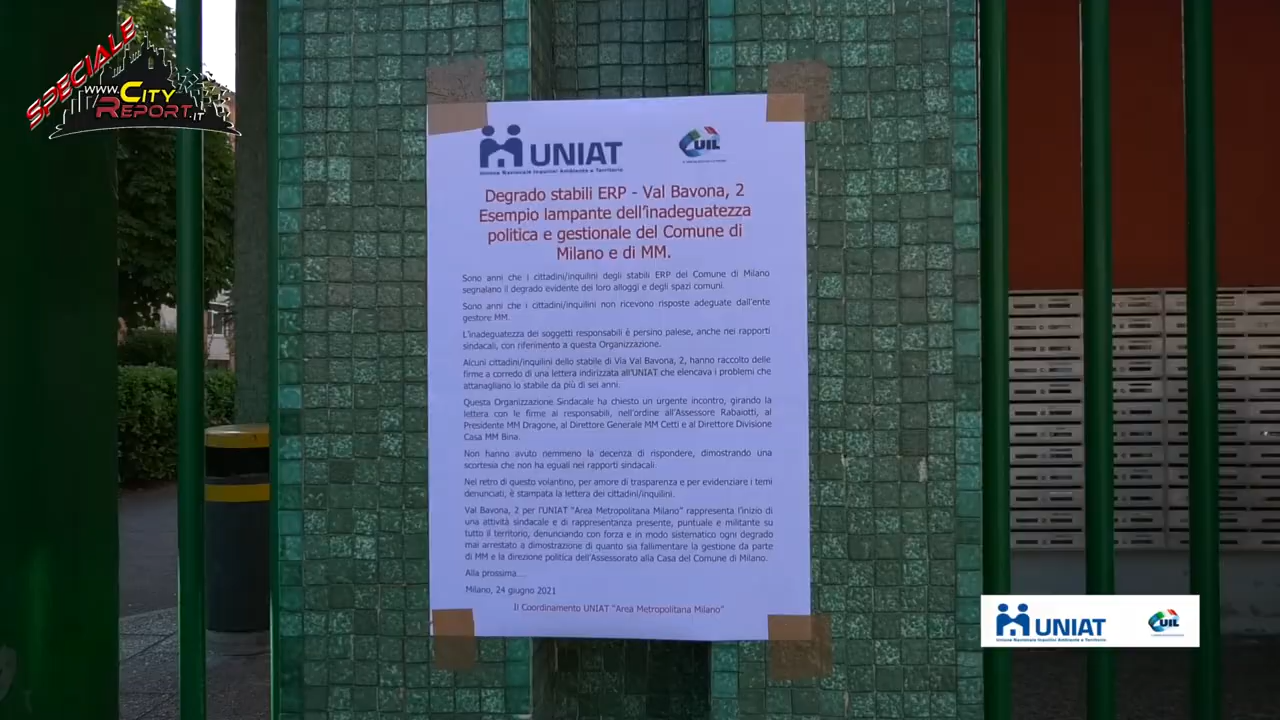 SPECIALE
www.CITY
REPORT.IT
UNIAT
Unione Nazionale Inquilini Ambiente e Territorio
UIL
Degrado stabili ERP - Val Bavona, 2
Esempio lampante dell'inadeguatezza
politica e gestionale del Comune di
Milano e di MM.
Sono anni che i cittadini/inquilini degli stabili ERP del Comune di Milano
segnalano il degrado evidente dei loro alloggi e degli spazi comuni.
Sono anni che i cittadini/inquilini non ricevono risposte adeguate dall'ente
gestore MM.
L'inadeguatezza dei soggetti responsabili è persino palese, anche nei rapporti
sindacali, con riferimento a questa Organizzazione.
Alcuni cittadini/inquilini dello stabile di Via Val Bavona, 2, hanno raccolto delle
firme a corredo di una lettera indirizzata all'UNIAT che elencava i problemi che
attanagliano lo stabile da più di sei anni.
Questa Organizzazione Sindacale ha chiesto un urgente incontro, girando la
lettera con le firme ai responsabili, nell'ordine all'Assessore Rabaiotti, al
Presidente MM Dragone, al Direttore Generale MM Cetti e al Direttore Divisione
Casa MM Bina.
Non hanno avuto nemmeno la decenza di rispondere, dimostrando una
scortesia che non ha eguali nei rapporti sindacali.
Nel retro di questo volantino, per amore di trasparenza e per evidenziare i temi
denunciati, è stampata la lettera dei cittadini/inquilini.
Val Bavona, 2 per l'UNIAT "Area Metropolitana Milano" rappresenta l'inizio di
una attività sindacale e di rappresentanza presente, puntuale e militante su
tutto il territorio, denunciando con forza e in modo sistematico ogni degrado
mai arrestato a dimostrazione di quanto sia fallimentare la gestione da parte
di MM e la direzione politica dell'Assessorato alla Casa del Comune di Milano.
Alla prossima....
Milano, 24 giugno 2021
Il Coordinamento UNIAT "Area Metropolitana Milano"
UNIAT
Unione Nazionale Inquilini Ambiente e Territorio
UIL